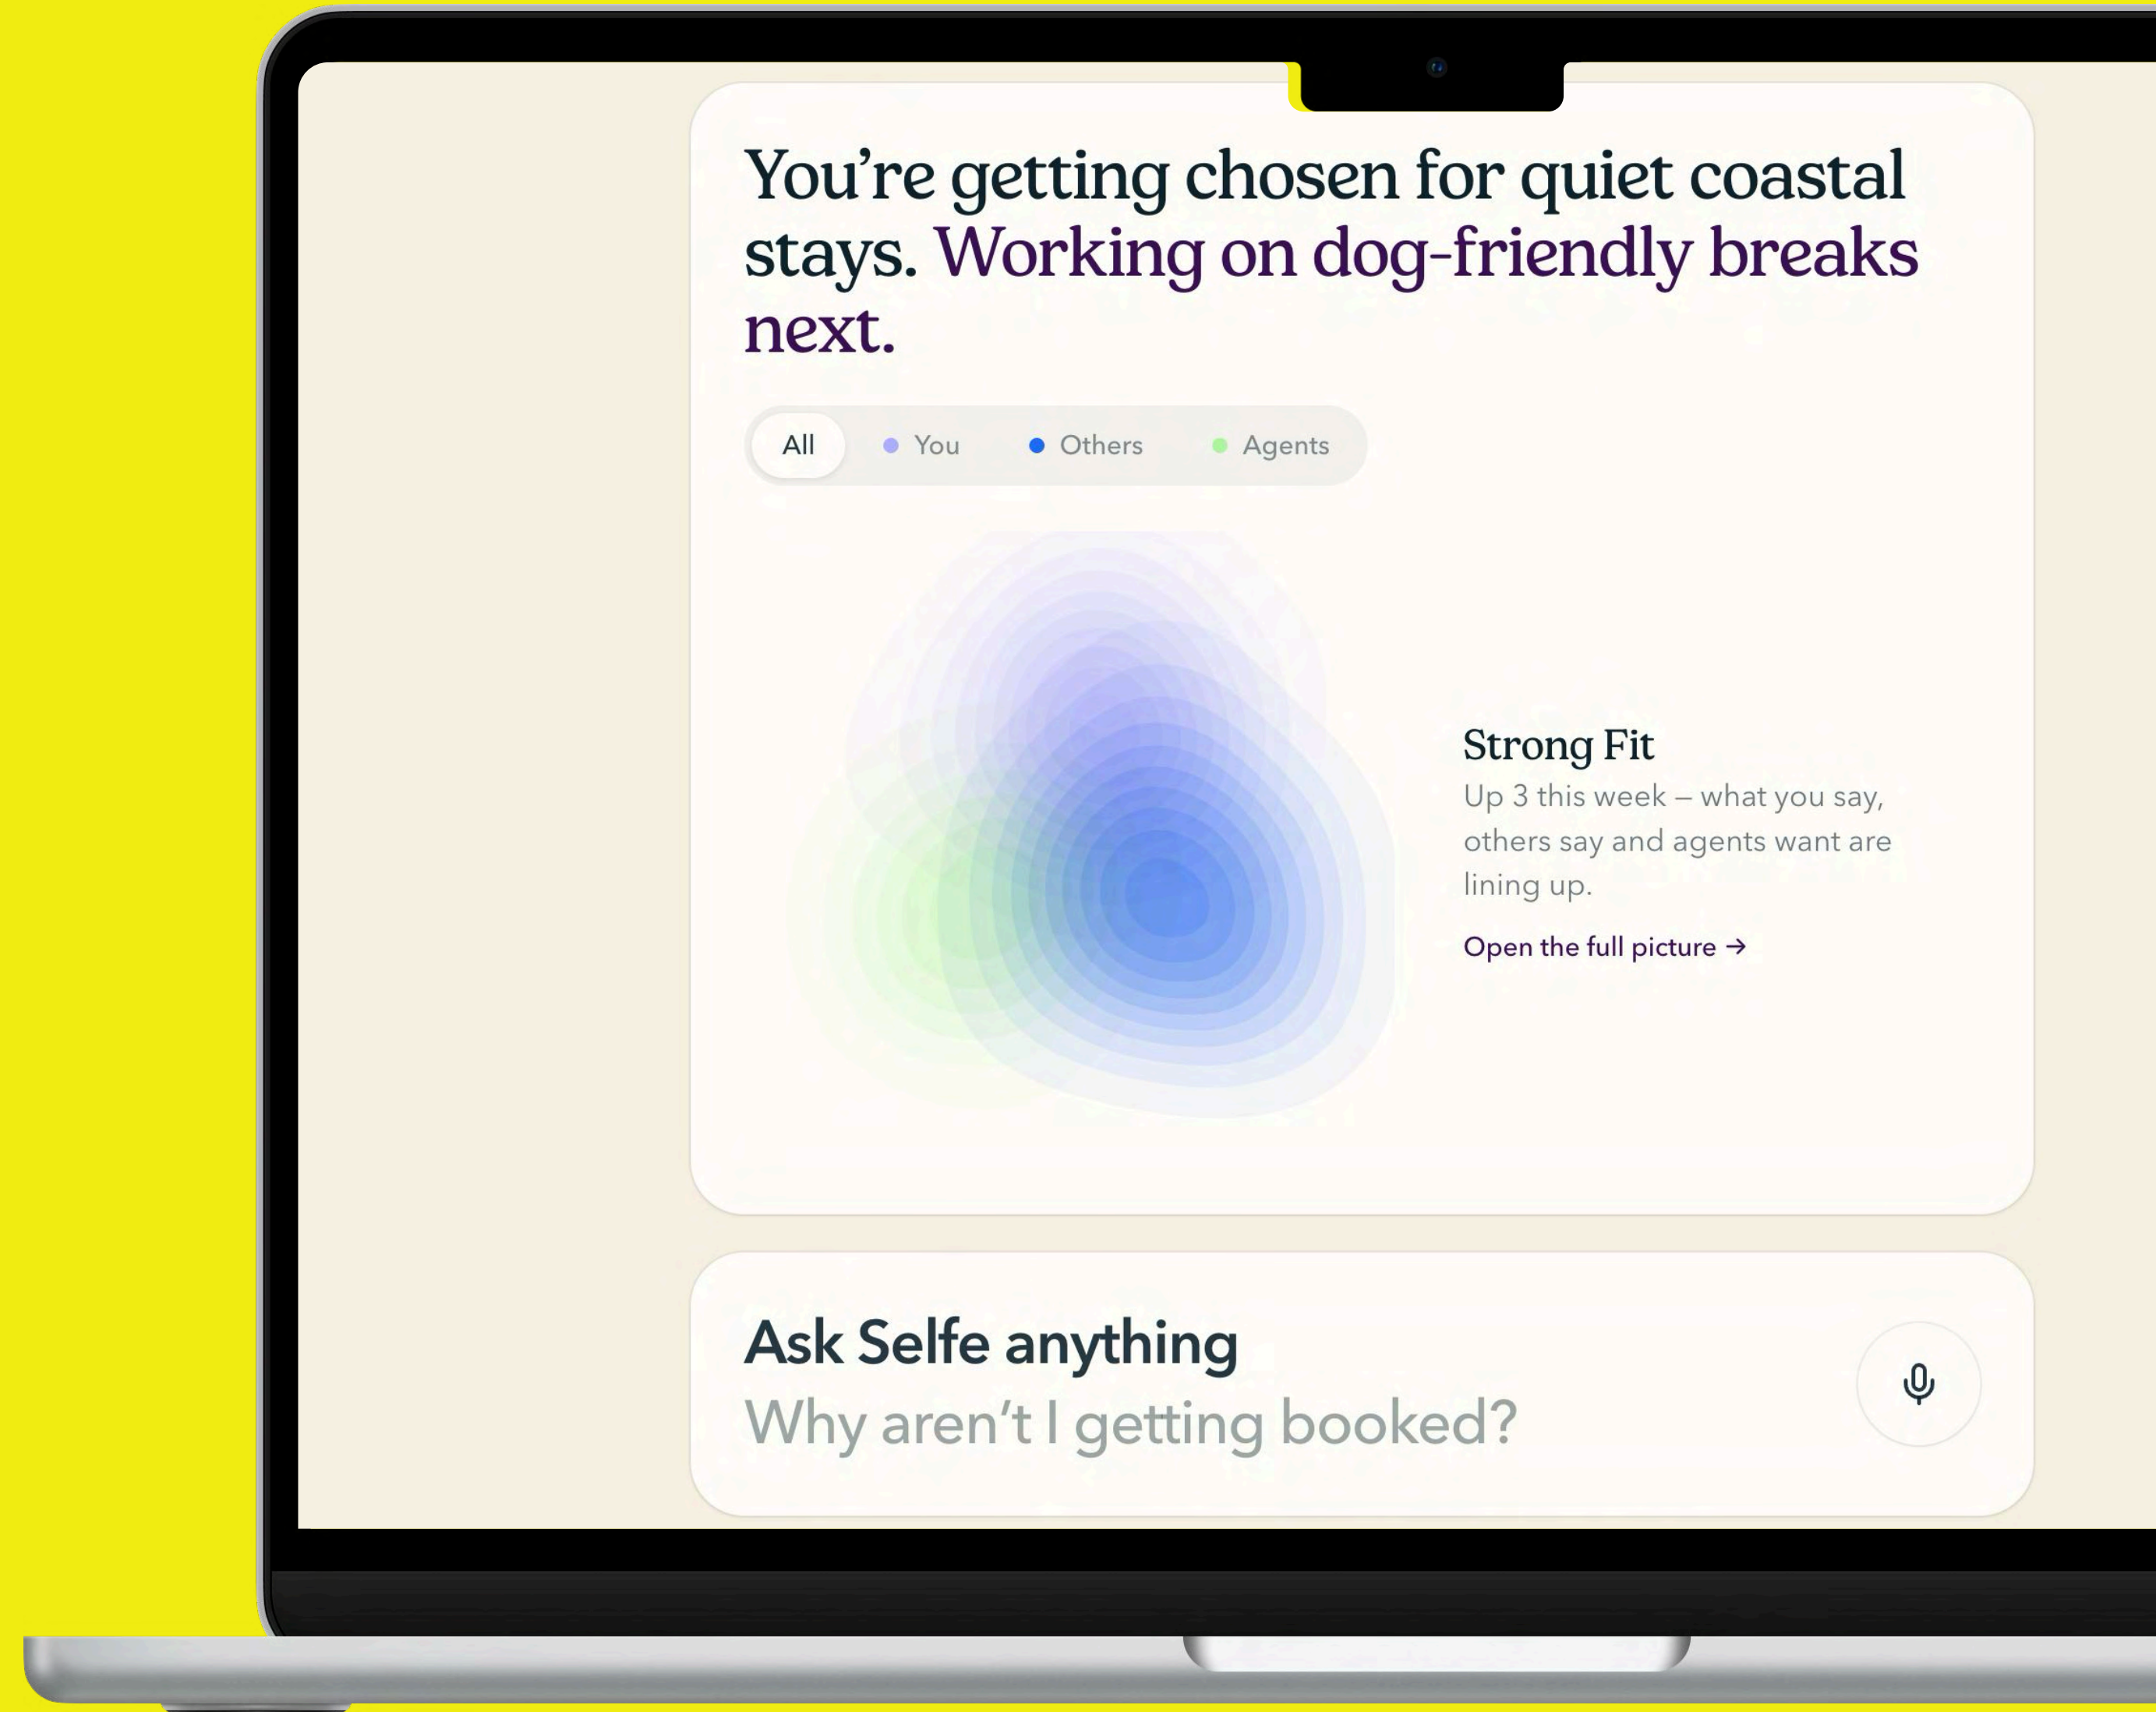 You’re getting chosen for quiet coastal
stays. Working on dog-friendly breaks
next.
All
You
Others
Agents
Strong Fit
Up 3 this week – what you say,
others say and agents want are
lining up.
Open the full picture →
Ask Selfe anything
Why aren’t I getting booked?